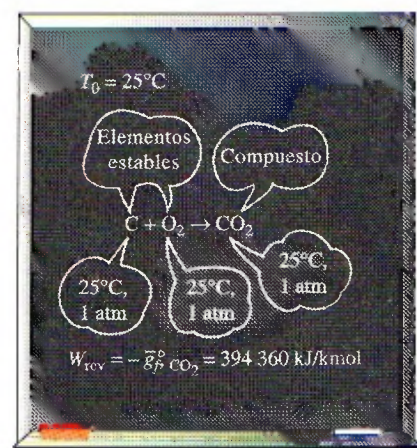 T₀ = 25°C
Elementos
estables
Compuesto
C + O₂ → CO₂
25°C,
1 atm
25°C,
1 atm
25°C,
1 atm
W_rev = − g̅°_f, CO₂ = 394 360 kJ/kmol